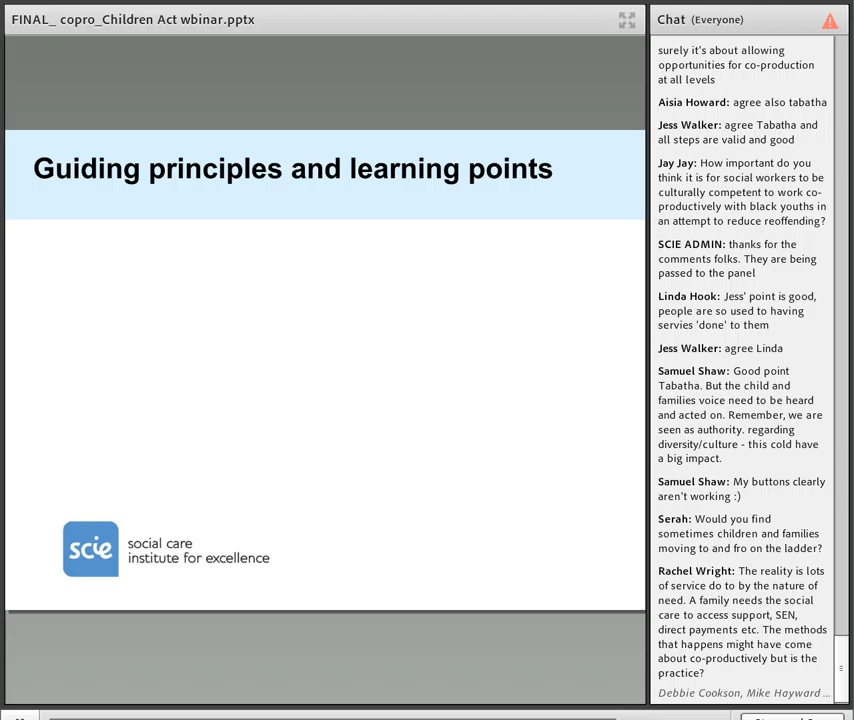 FINAL_ copro_Children Act wbinar.pptx
Guiding principles and learning points
scie
social care
institute for excellence
Chat (Everyone)
surely it's about allowing
opportunities for co-production
at all levels
Aisia Howard: agree also tabatha
Jess Walker: agree Tabatha and
all steps are valid and good
Jay Jay: How important do you
think it is for social workers to be
culturally competent to work co-
productively with black youths in
an attempt to reduce reoffending?
SCIE ADMIN: thanks for the
comments folks. They are being
passed to the panel
Linda Hook: Jess' point is good,
people are so used to having
servies 'done' to them
Jess Walker: agree Linda
Samuel Shaw: Good point
Tabatha. But the child and
families voice need to be heard
and acted on. Remember, we are
seen as authority. regarding
diversity/culture - this cold have
a big impact.
Samuel Shaw: My buttons clearly
aren't working :)
Serah: Would you find
sometimes children and families
moving to and fro on the ladder?
Rachel Wright: The reality is lots
of service do to by the nature of
need. A family needs the social
care to access support, SEN,
direct payments etc. The methods
that happens might have come
about co-productively but is the
practice?
Debbie Cookson, Mike Hayward ...